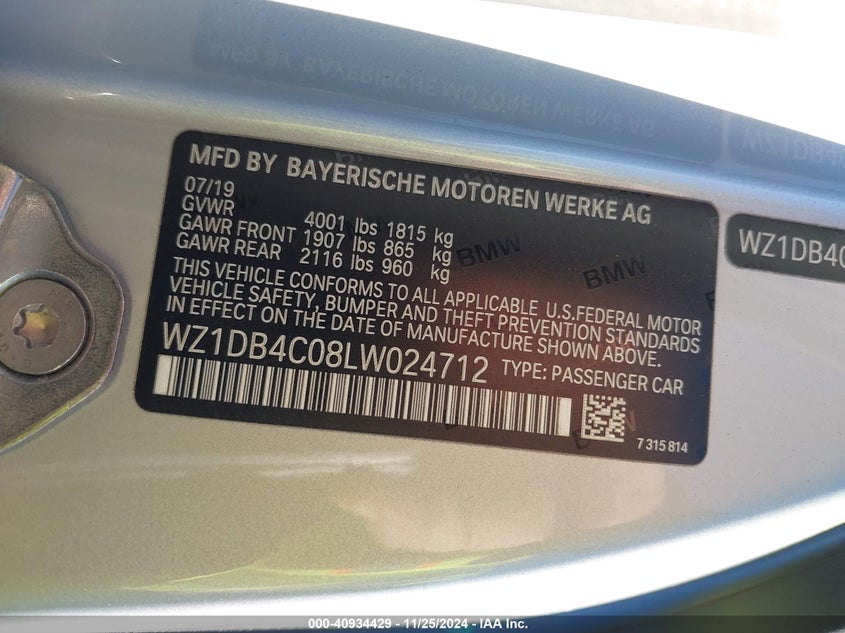 MFD BY BAYERISCHE MOTOREN WERKE AG
07/19
GVWR 4001 lbs 1815 kg
GAWR FRONT 1907 lbs 865 kg
GAWR REAR 2116 lbs 960 kg
THIS VEHICLE CONFORMS TO ALL APPLICABLE U.S.FEDERAL MOTOR
VEHICLE SAFETY, BUMPER AND THEFT PREVENTION STANDARDS
IN EFFECT ON THE DATE OF MANUFACTURE SHOWN ABOVE.
WZ1DB4C08LW024712 TYPE: PASSENGER CAR
7 315 814
BMW
BMW
WZ1DB4C
000-40934429 - 11/25/2024 - IAA Inc.